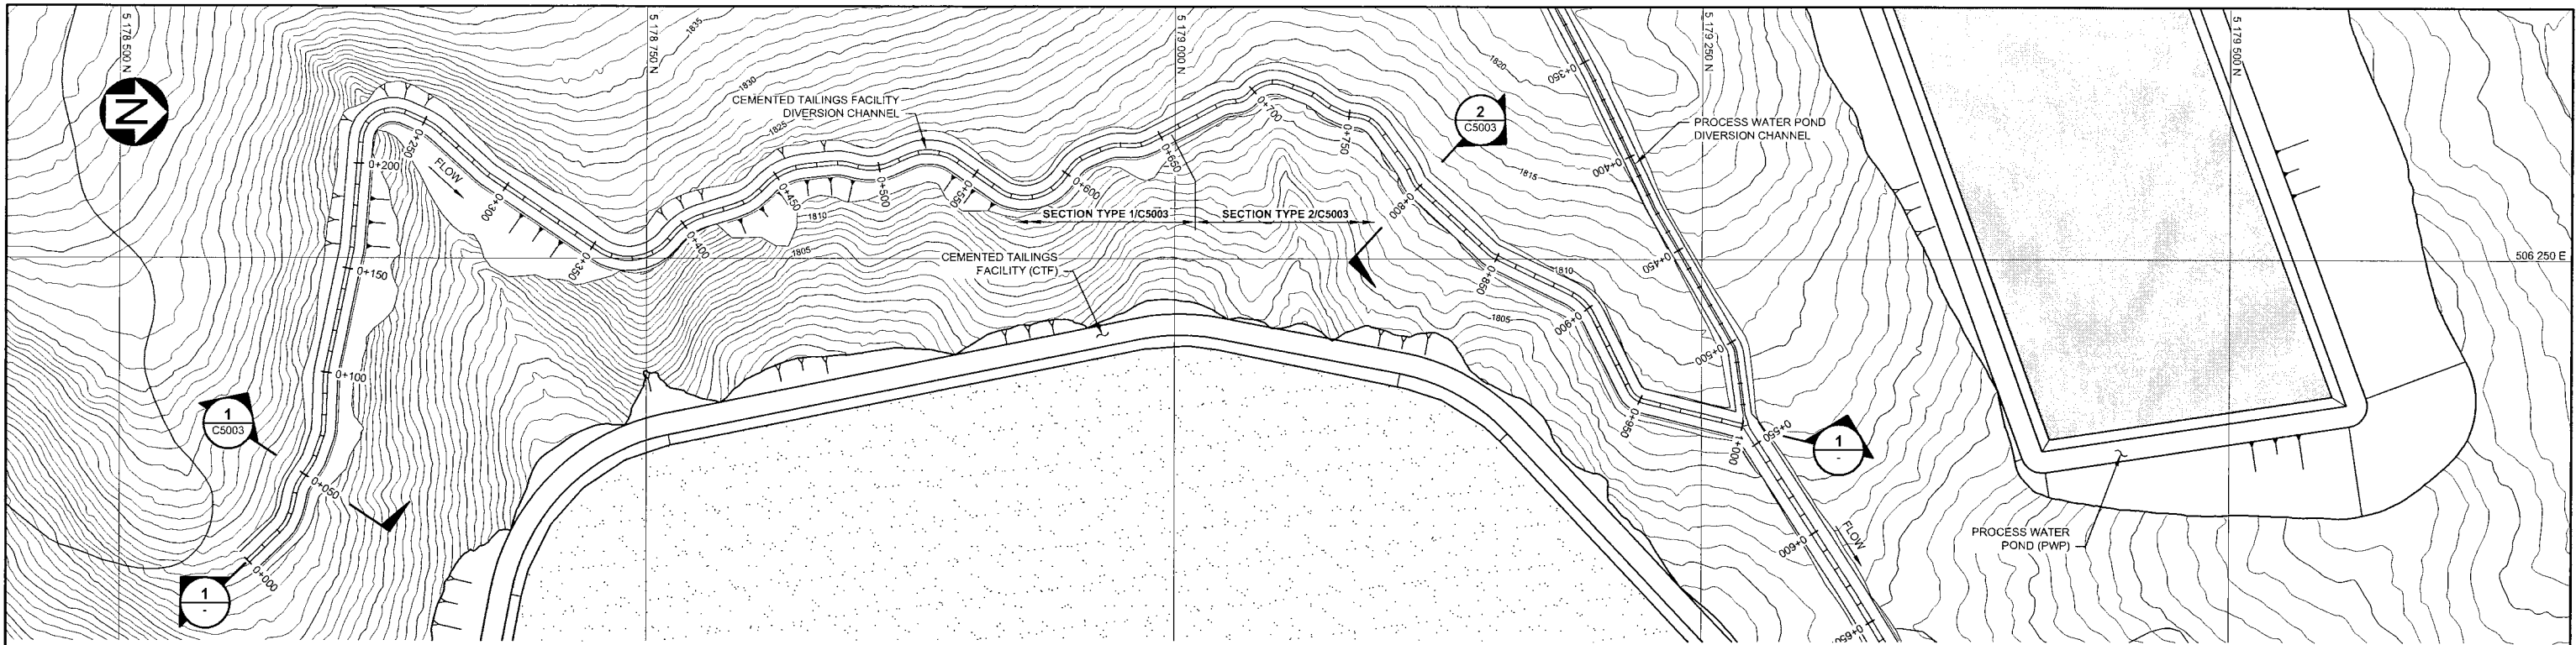 5 178 500 N
5 178 750 N
5 179 000 N
5 179 250 N
5 179 500 N
506 250 E
N
1835
1830
1825
1820
1815
1810
1805
1810
1805
CEMENTED TAILINGS FACILITY
DIVERSION CHANNEL
PROCESS WATER POND
DIVERSION CHANNEL
CEMENTED TAILINGS
FACILITY (CTF)
PROCESS WATER
POND (PWP)
SECTION TYPE 1/C5003
SECTION TYPE 2/C5003
FLOW
FLOW
2
C5003
1
C5003
1
-
1
-
0+000
0+050
0+100
0+150
0+200
0+250
0+300
0+350
0+400
0+450
0+500
0+550
0+600
0+650
0+700
0+750
0+800
0+850
0+900
0+950
1+000
0+350
0+400
0+450
0+500
0+550
0+600
0+650